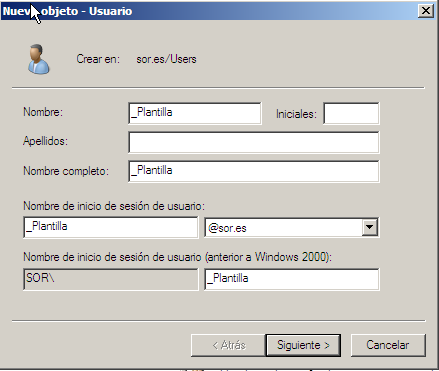 Nuevo objeto - Usuario
Crear en: sor.es/Users
Nombre: _Plantilla Iniciales:
Apellidos:
Nombre completo: _Plantilla
Nombre de inicio de sesión de usuario:
_Plantilla @sor.es
Nombre de inicio de sesión de usuario (anterior a Windows 2000):
SOR\ _Plantilla
< Atrás Siguiente > Cancelar